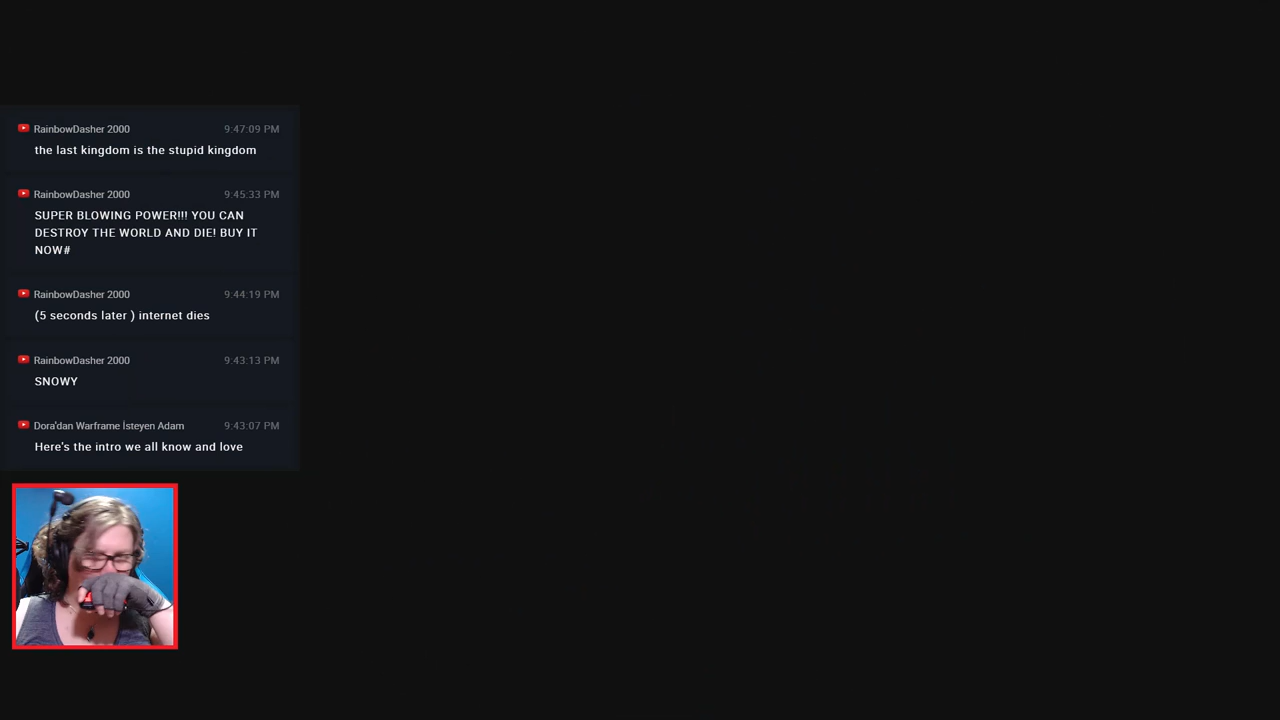 RainbowDasher 2000 9:47:09 PM
the last kingdom is the stupid kingdom
RainbowDasher 2000 9:45:33 PM
SUPER BLOWING POWER!!! YOU CAN
DESTROY THE WORLD AND DIE! BUY IT
NOW#
RainbowDasher 2000 9:44:19 PM
(5 seconds later ) internet dies
RainbowDasher 2000 9:43:13 PM
SNOWY
Dora'dan Warframe İsteyen Adam 9:43:07 PM
Here's the intro we all know and love